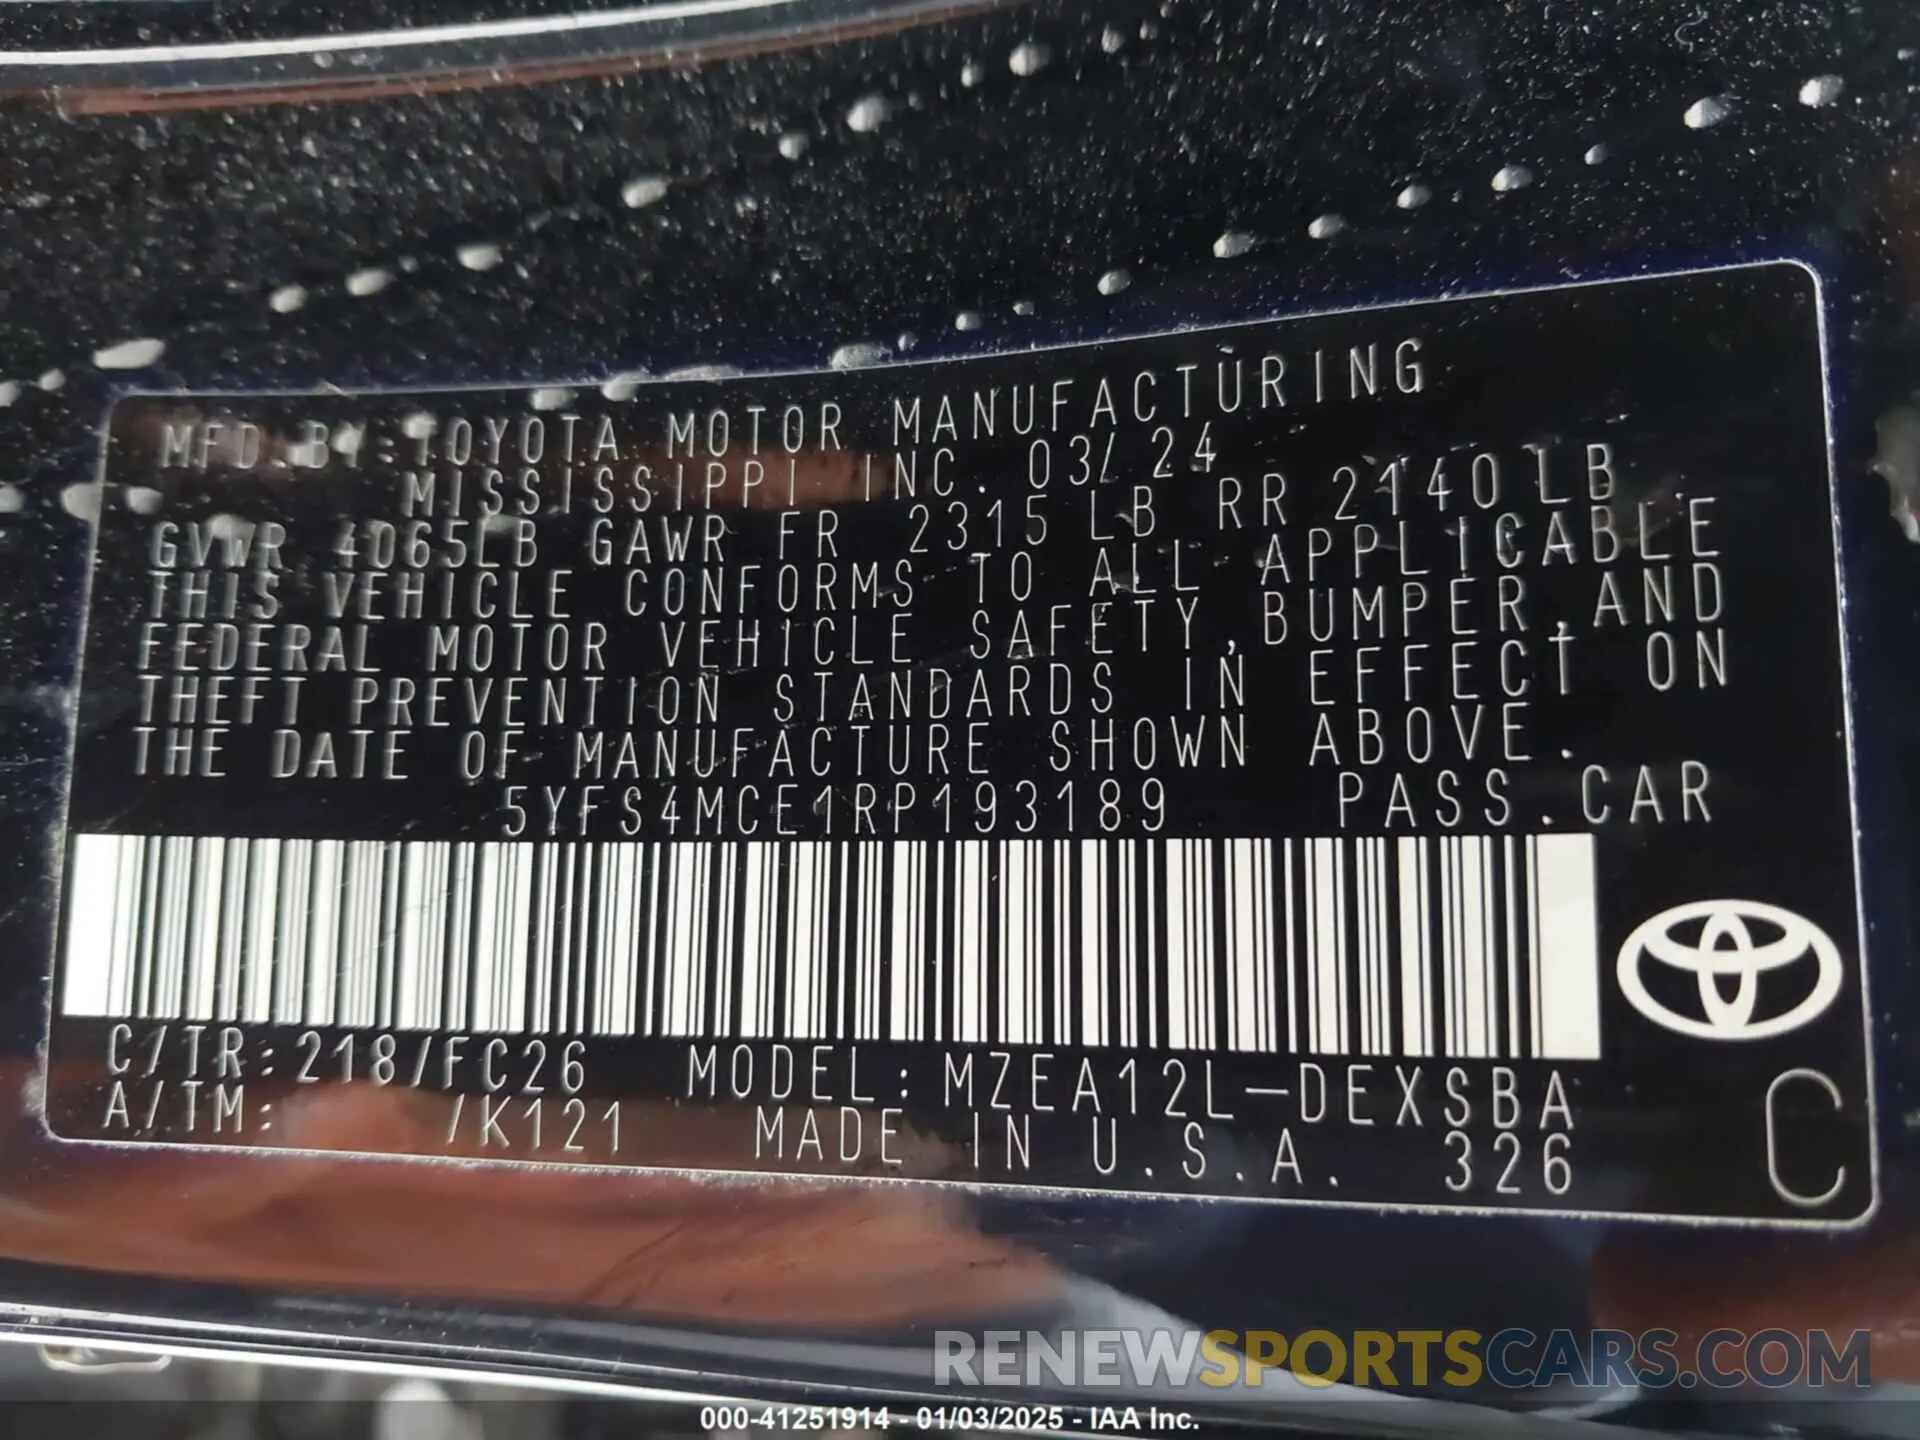 MFD. BY: TOYOTA MOTOR MANUFACTURING
MISSISSIPPI INC. 03/24
GVWR 4065LB GAWR FR 2315 LB RR 2140 LB
THIS VEHICLE CONFORMS TO ALL APPLICABLE
FEDERAL MOTOR VEHICLE SAFETY, BUMPER, AND
THEFT PREVENTION STANDARDS IN EFFECT ON
THE DATE OF MANUFACTURE SHOWN ABOVE.
5YFS4MCE1RP193189 PASS. CAR
C/TR: 218/FC26 MODEL: MZEA12L-DEXSBA
A/TM: /K121 MADE IN U.S.A. 326
C
RENEWSPORTSCARS.COM
000-41251914 - 01/03/2025 - IAA Inc.